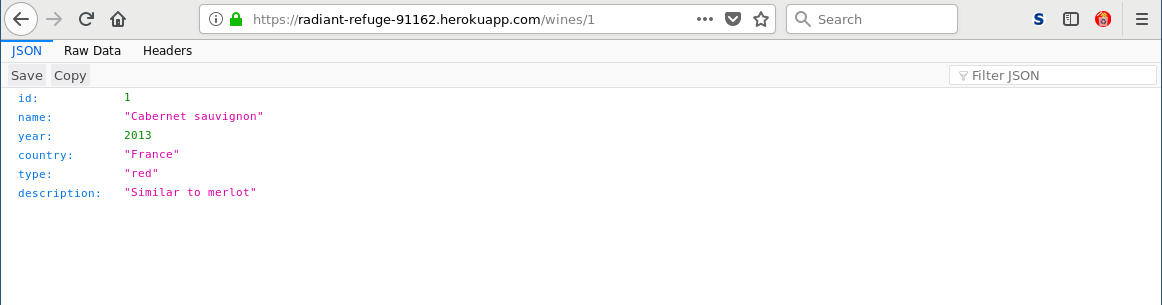 https://radiant-refuge-91162.herokuapp.com/wines/1 Search S
JSON Raw Data Headers
Save Copy Filter JSON
id: 1
name: "Cabernet sauvignon"
year: 2013
country: "France"
type: "red"
description: "Similar to merlot"